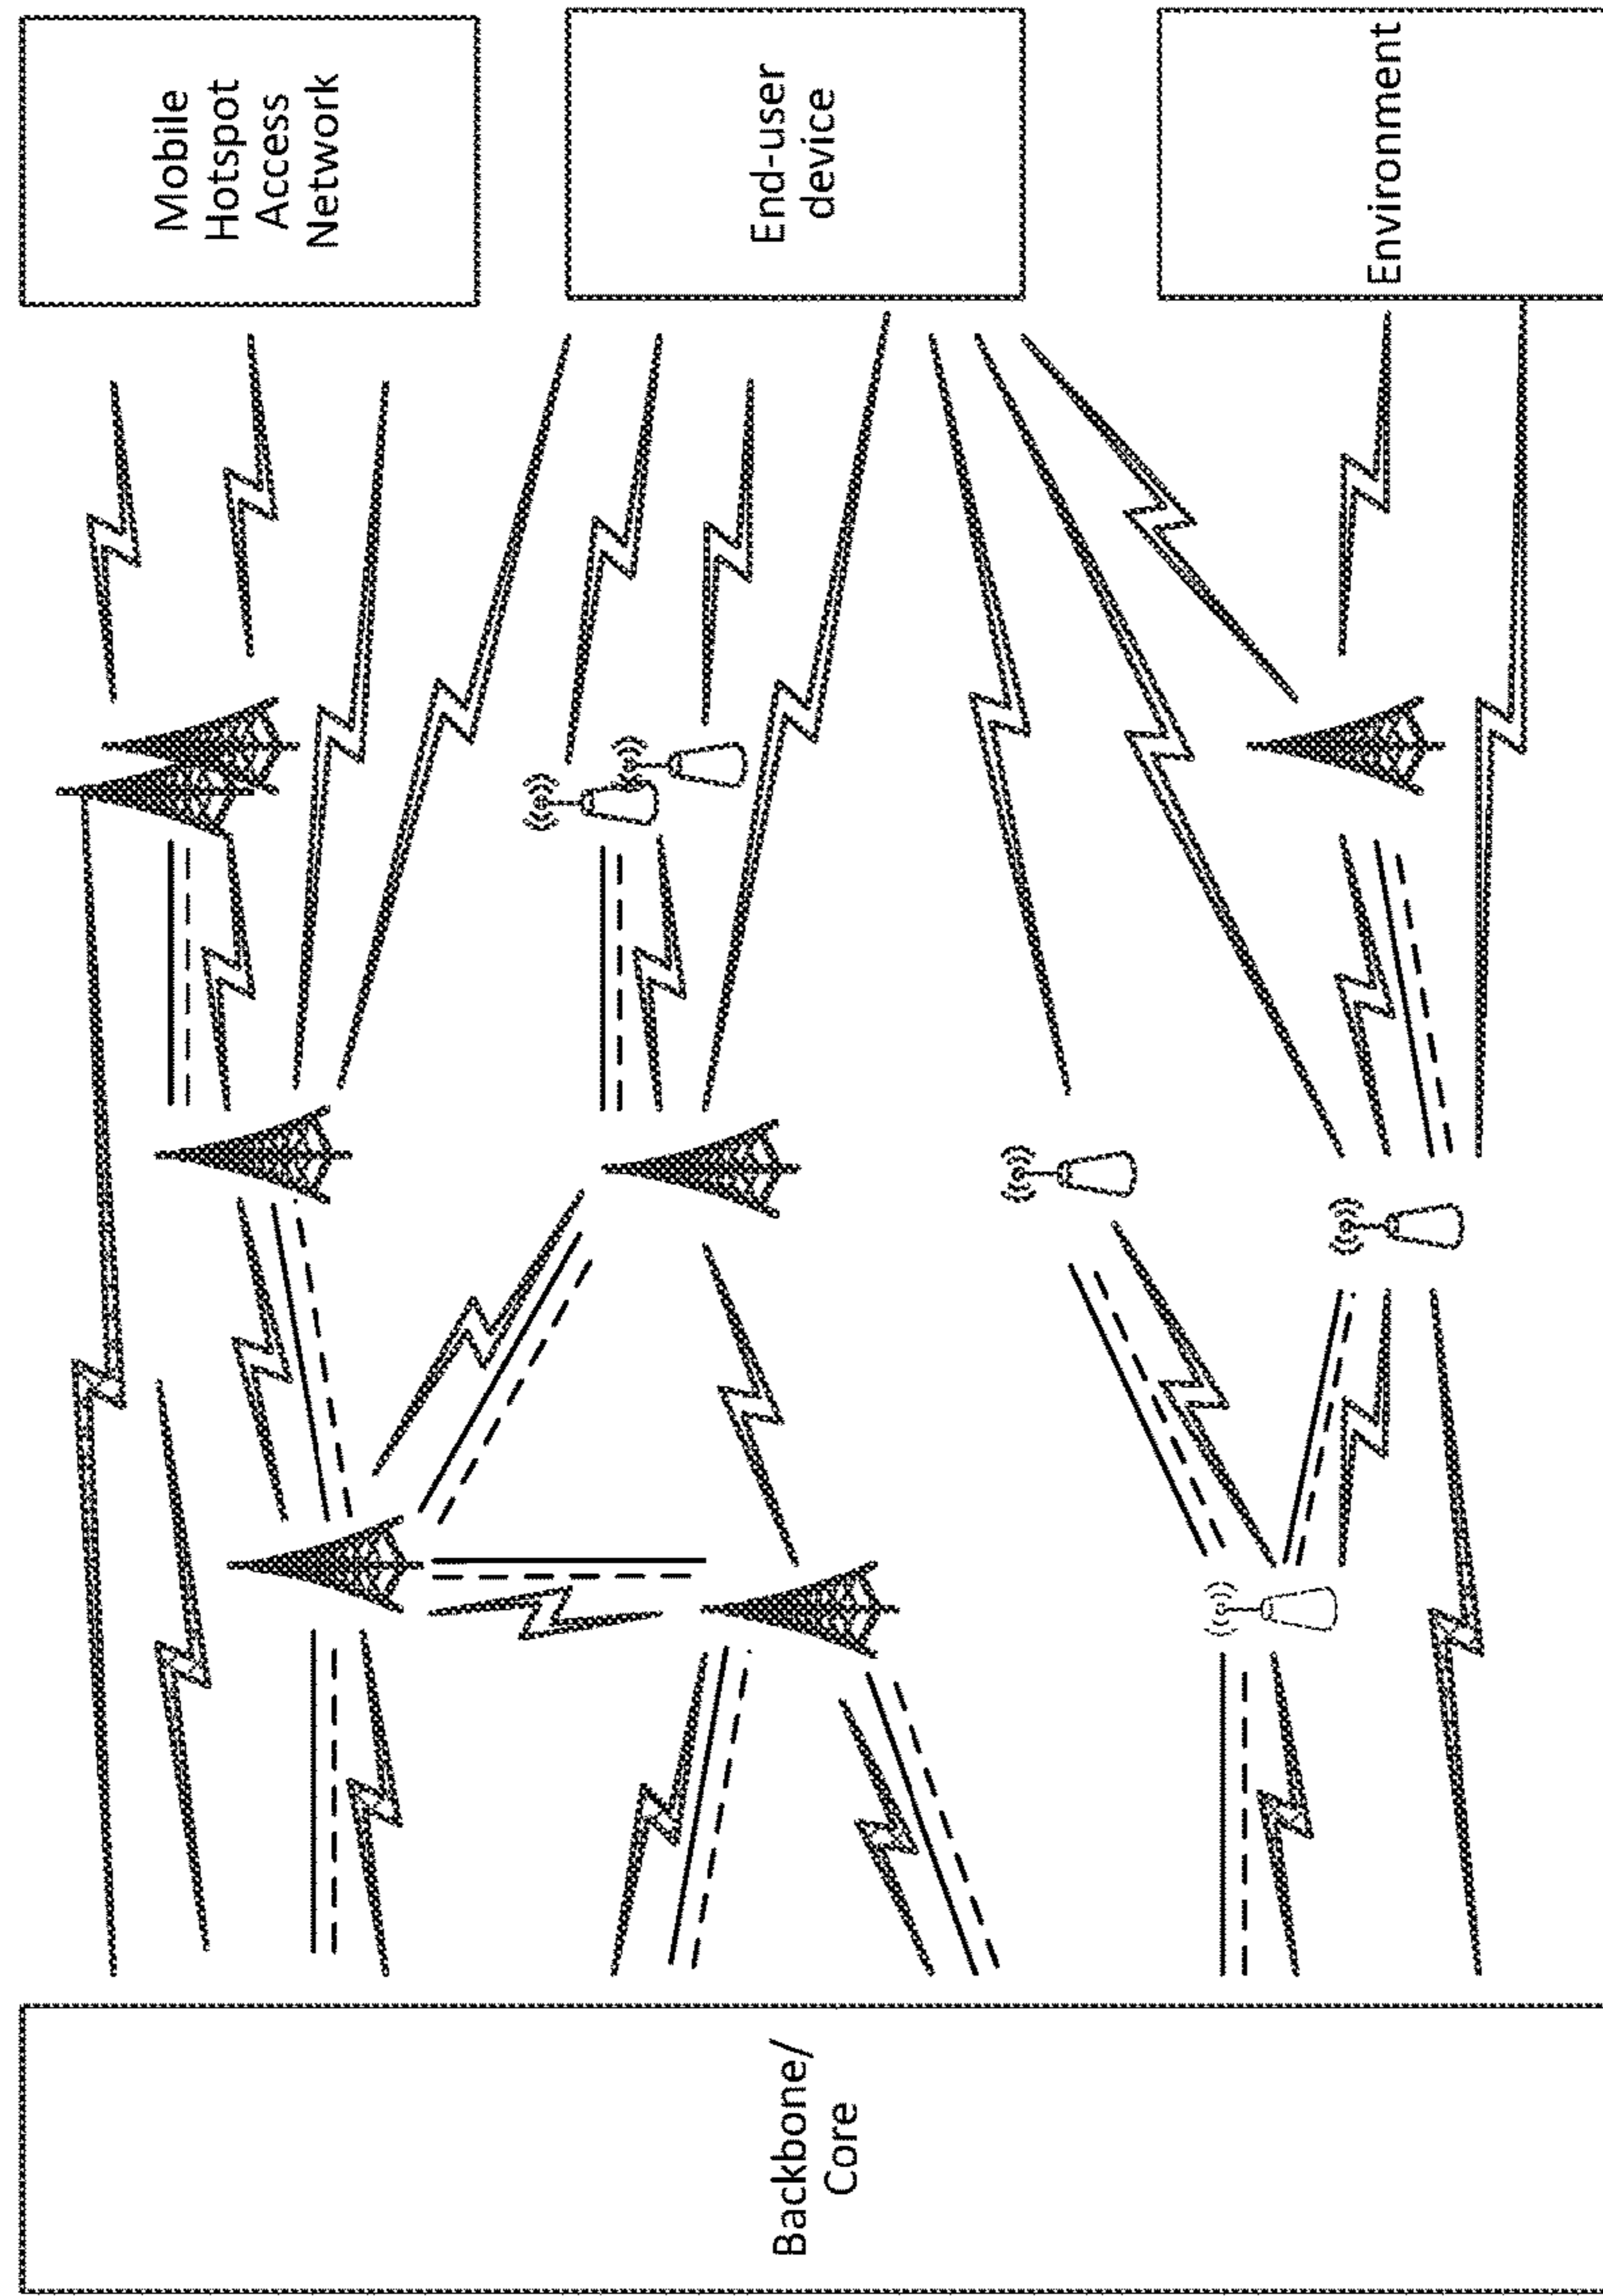 Mobile
Hotspot
Access
Network
End-user
device
Environment
Backbone/
Core